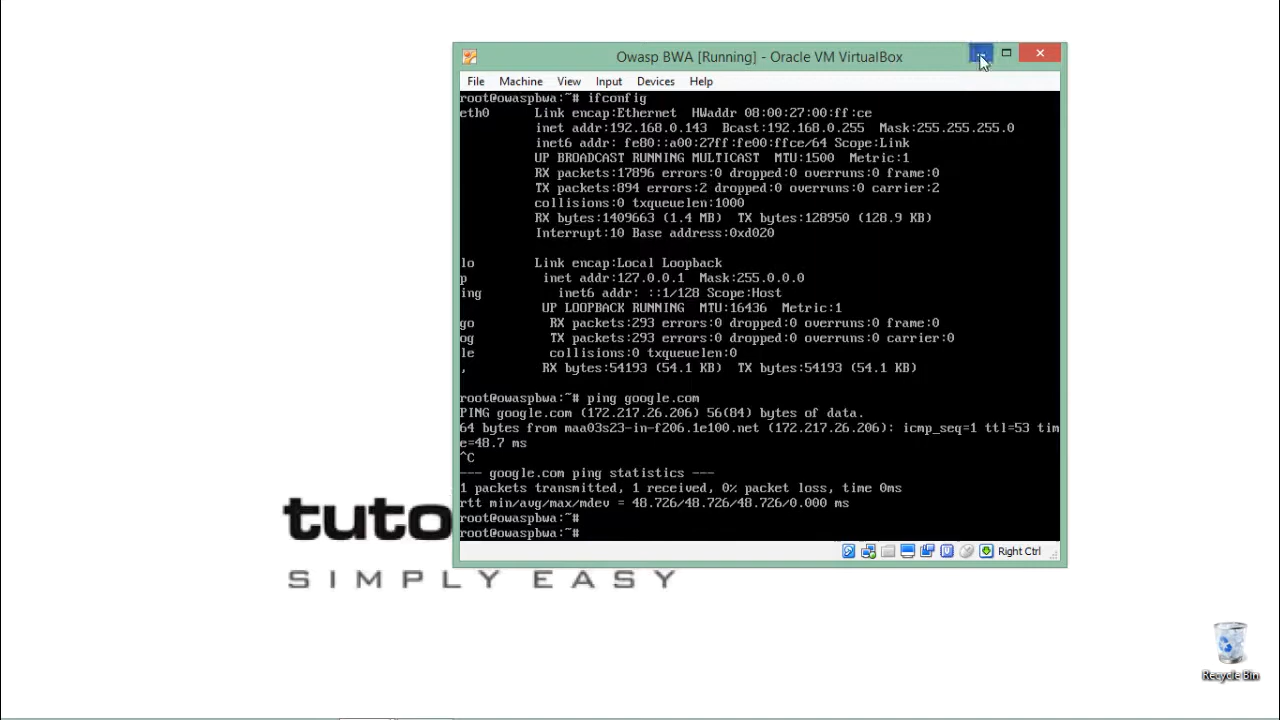 Owasp BWA [Running] - Oracle VM VirtualBox
File Machine View Input Devices Help
root@owaspbwa:~# ifconfig
eth0 Link encap:Ethernet HWaddr 08:00:27:00:ff:ce
inet addr:192.168.0.143 Bcast:192.168.0.255 Mask:255.255.255.0
inet6 addr: fe80::a00:27ff:fe00:ffce/64 Scope:Link
UP BROADCAST RUNNING MULTICAST MTU:1500 Metric:1
RX packets:17896 errors:0 dropped:0 overruns:0 frame:0
TX packets:894 errors:2 dropped:0 overruns:0 carrier:2
collisions:0 txqueuelen:1000
RX bytes:1409663 (1.4 MB) TX bytes:128950 (128.9 KB)
Interrupt:10 Base address:0xd020
lo Link encap:Local Loopback
p inet addr:127.0.0.1 Mask:255.0.0.0
ing inet6 addr: ::1/128 Scope:Host
UP LOOPBACK RUNNING MTU:16436 Metric:1
go RX packets:293 errors:0 dropped:0 overruns:0 frame:0
og TX packets:293 errors:0 dropped:0 overruns:0 carrier:0
le collisions:0 txqueuelen:0
, RX bytes:54193 (54.1 KB) TX bytes:54193 (54.1 KB)
root@owaspbwa:~# ping google.com
PING google.com (172.217.26.206) 56(84) bytes of data.
64 bytes from maa03s23-in-f206.1e100.net (172.217.26.206): icmp_seq=1 ttl=53 tim
e=48.7 ms
^C
--- google.com ping statistics ---
1 packets transmitted, 1 received, 0% packet loss, time 0ms
rtt min/avg/max/mdev = 48.726/48.726/48.726/0.000 ms
root@owaspbwa:~#
root@owaspbwa:~#
Right Ctrl
tuto
SIMPLY EASY
Recycle Bin